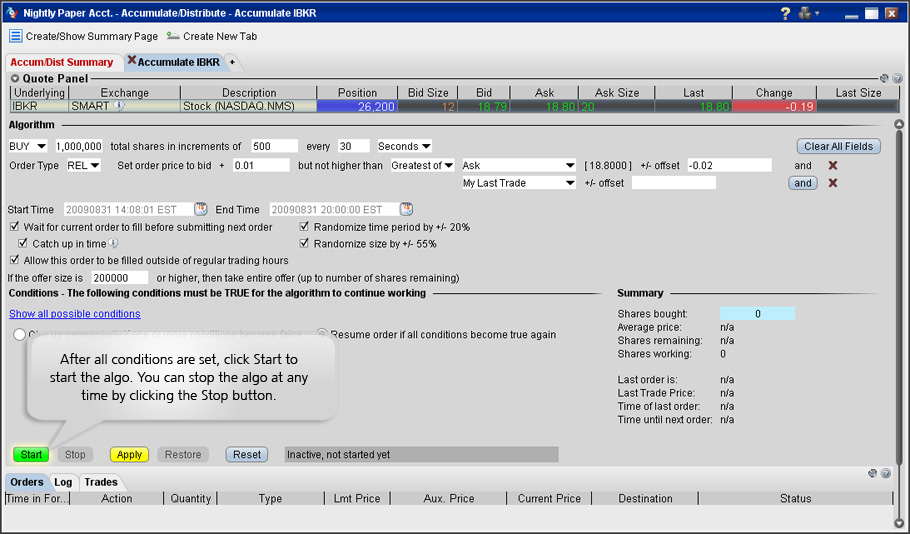 Nightly Paper Acct. - Accumulate/Distribute - Accumulate IBKR
Create/Show Summary Page Create New Tab
Accum/Dist Summary Accumulate IBKR +
Quote Panel
Underlying Exchange Description Position Bid Size Bid Ask Ask Size Last Change Last Size
IBKR SMART Stock (NASDAQ.NMS) 26,200 12 18.79 18.80 20 18.80 -0.19
Algorithm
BUY 1,000,000 total shares in increments of 500 every 30 Seconds Clear All Fields
Order Type REL Set order price to bid + 0.01 but not higher than Greatest of Ask [18.8000] +/- offset -0.02 and
My Last Trade +/- offset and
Start Time 20090831 14:08:01 EST End Time 20090831 20:00:00 EST
Wait for current order to fill before submitting next order Randomize time period by +/- 20%
Catch up in time Randomize size by +/- 55%
Allow this order to be filled outside of regular trading hours
If the offer size is 200000 or higher, then take entire offer (up to number of shares remaining)
Conditions - The following conditions must be TRUE for the algorithm to continue working Summary
Show all possible conditions
Shares bought: 0
Average price: n/a
Resume order if all conditions become true again
Shares remaining: n/a
Shares working: 0
After all conditions are set, click Start to
start the algo. You can stop the algo at any
time by clicking the Stop button.
Last order is: n/a
Last Trade Price: n/a
Time of last order: n/a
Time until next order: n/a
Start Stop Apply Restore Reset Inactive, not started yet
Orders Log Trades
Time in For... Action Quantity Type Lmt Price Aux. Price Current Price Destination Status